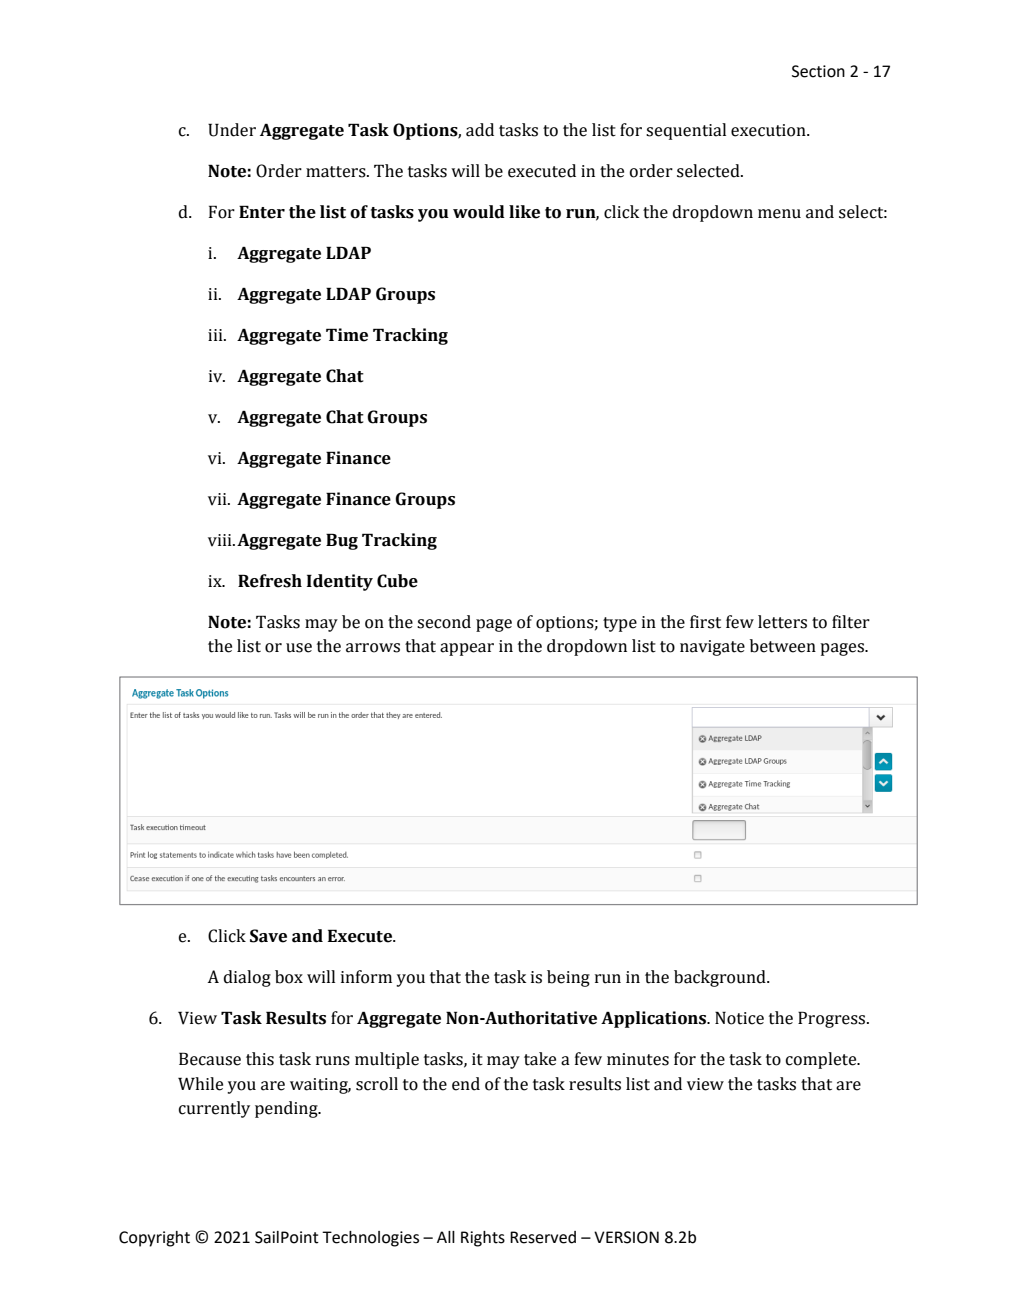 Section 2 - 17
c. Under Aggregate Task Options, add tasks to the list for sequential execution.
Note: Order matters. The tasks will be executed in the order selected.
d. For Enter the list of tasks you would like to run, click the dropdown menu and select:
i. Aggregate LDAP
ii. Aggregate LDAP Groups
iii. Aggregate Time Tracking
iv. Aggregate Chat
v. Aggregate Chat Groups
vi. Aggregate Finance
vii. Aggregate Finance Groups
viii. Aggregate Bug Tracking
ix. Refresh Identity Cube
Note: Tasks may be on the second page of options; type in the first few letters to filter
the list or use the arrows that appear in the dropdown list to navigate between pages.
Aggregate Task Options
Enter the list of tasks you would like to run. Tasks will be run in the order that they are entered.
Aggregate LDAP
Aggregate LDAP Groups
Aggregate Time Tracking
Aggregate Chat
Task execution timeout
Print log statements to indicate which tasks have been completed.
Cease execution if one of the executing tasks encounters an error.
e. Click Save and Execute.
A dialog box will inform you that the task is being run in the background.
6. View Task Results for Aggregate Non-Authoritative Applications. Notice the Progress.
Because this task runs multiple tasks, it may take a few minutes for the task to complete.
While you are waiting, scroll to the end of the task results list and view the tasks that are
currently pending.
Copyright © 2021 SailPoint Technologies – All Rights Reserved – VERSION 8.2b